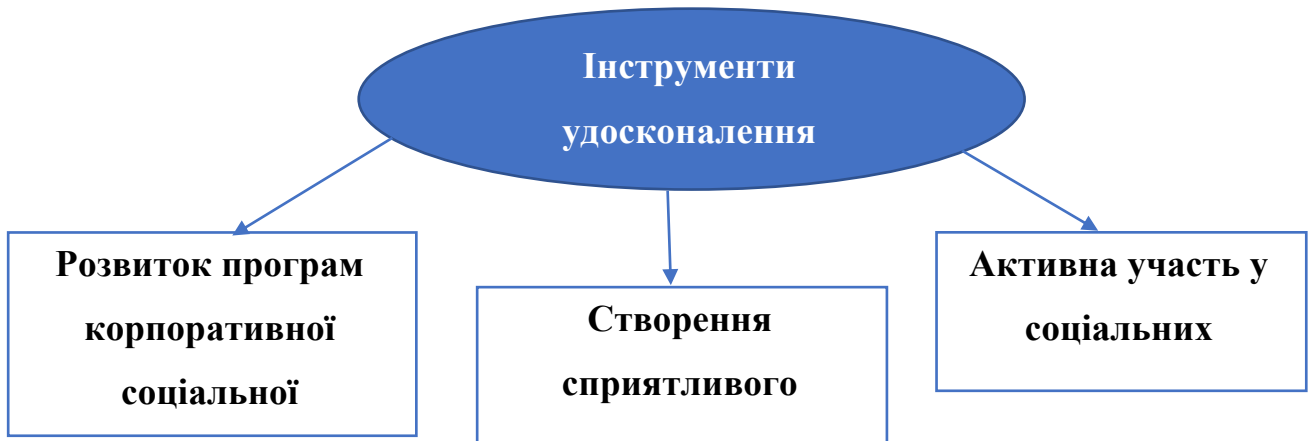 Інструменти
удосконалення
Розвиток програм
корпоративної
соціальної
Створення
сприятливого
Активна участь у
соціальних